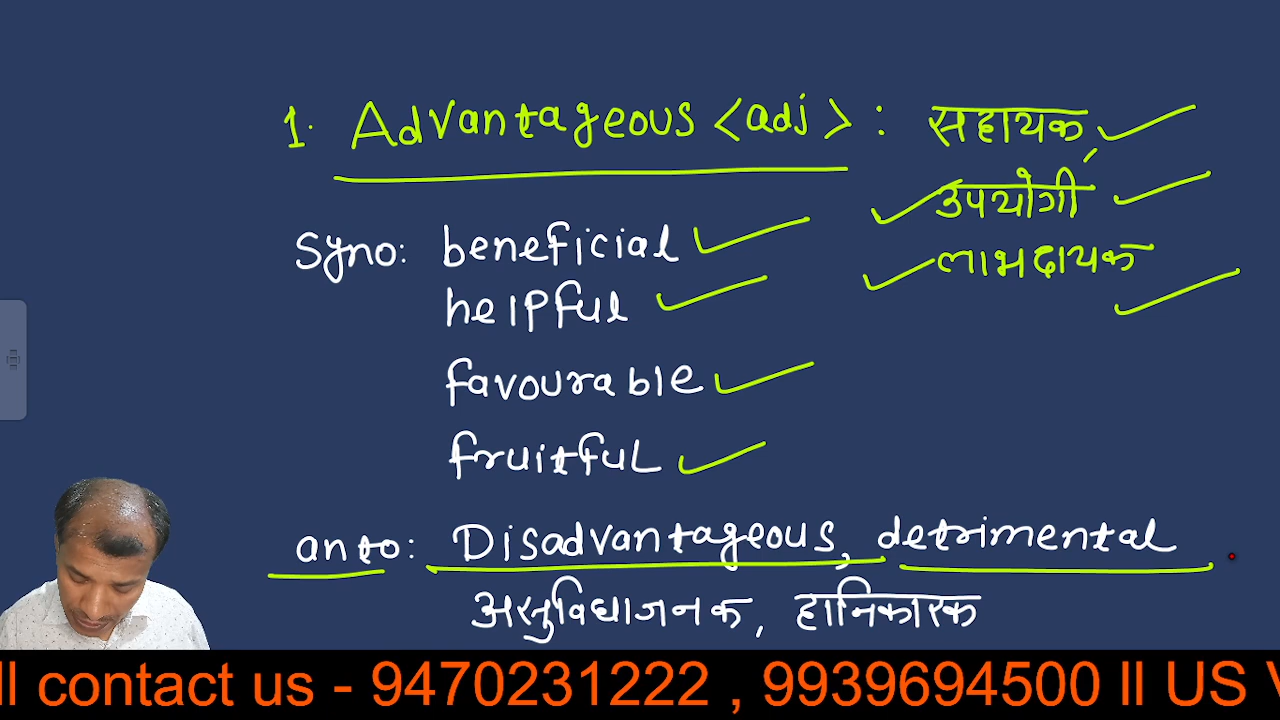 1. Advantageous <adj> : सहायक,
उपयोगी
लाभदायक
Syno: beneficial
helpful
favourable
fruitful
anto: Disadvantageous, detrimental
असुविधाजनक, हानिकारक
ll contact us - 9470231222 , 9939694500 ll US V